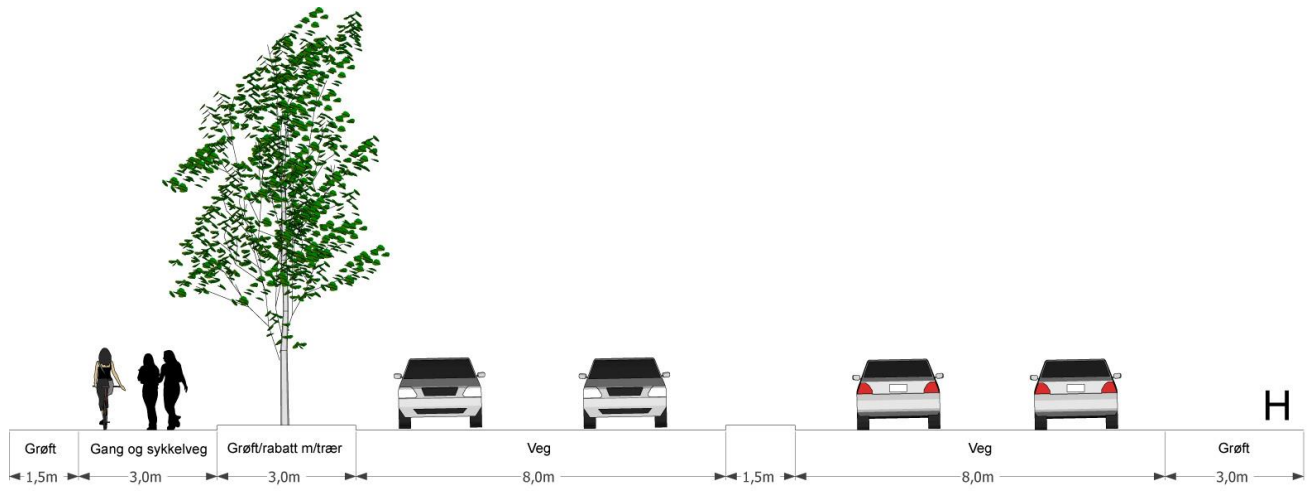 H
Grøft
Gang og sykkelveg
Grøft/rabatt m/trær
Veg
Veg
Grøft
1,5m
3,0m
3,0m
8,0m
1,5m
8,0m
3,0m